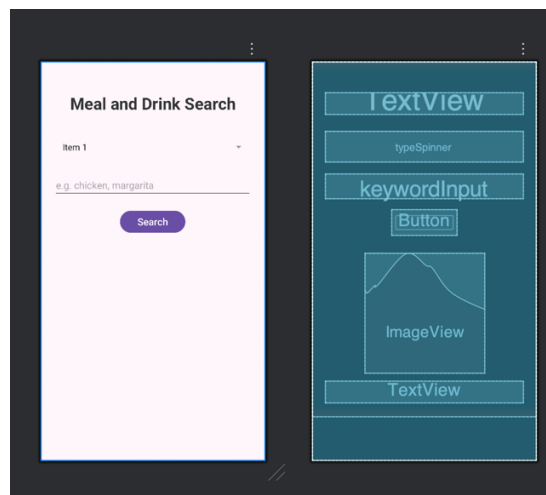 Meal and Drink Search
Item 1
e.g. chicken, margarita
Search
TextView
typeSpinner
keywordInput
Button
ImageView
TextView